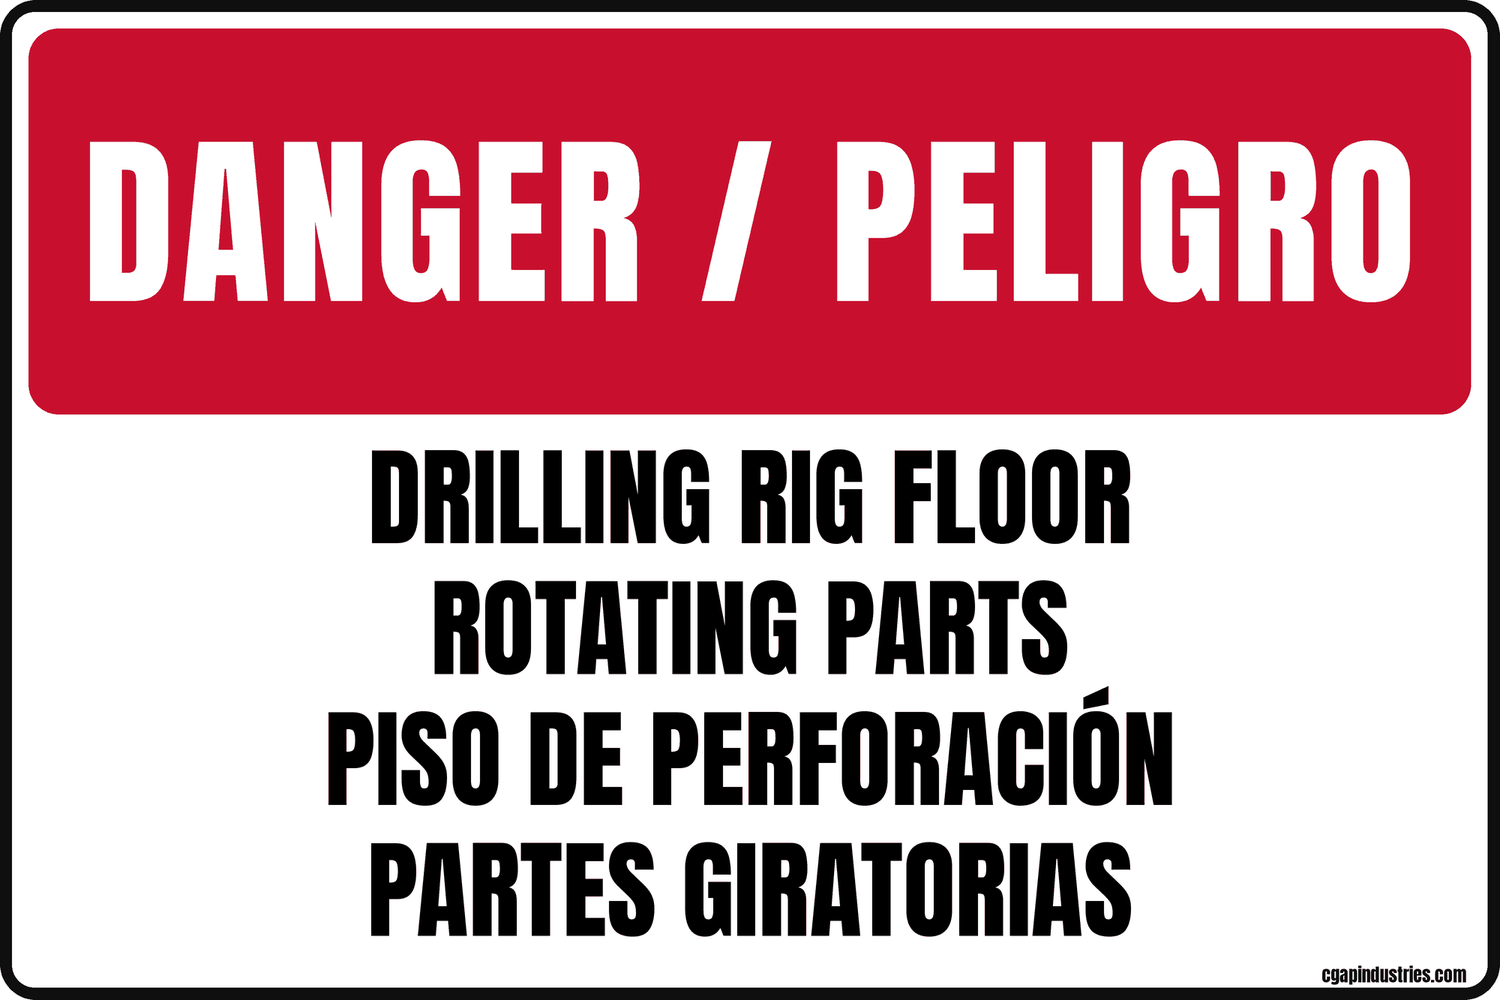 DANGER / PELIGRO
DRILLING RIG FLOOR
ROTATING PARTS
PISO DE PERFORACIÓN
PARTES GIRATORIAS
cgapindustries.com